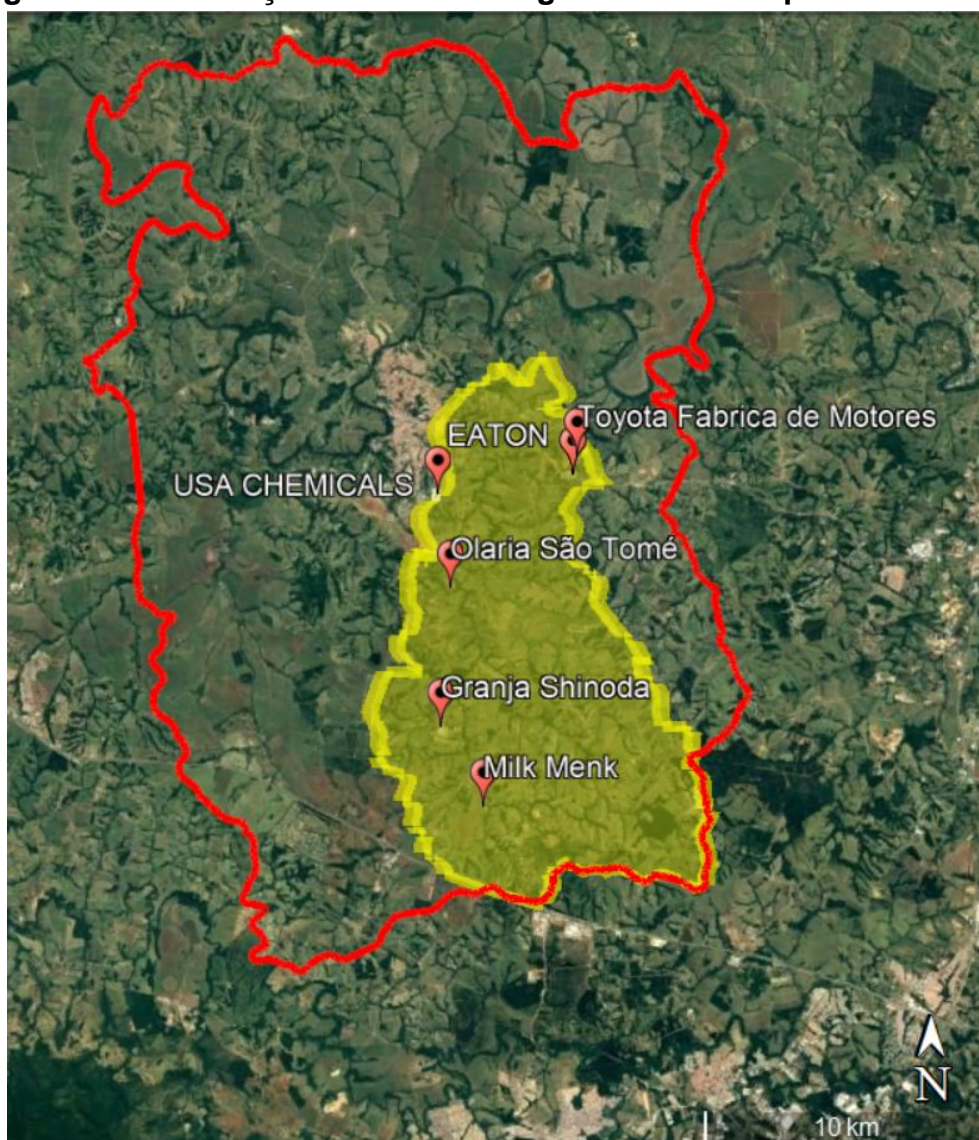 Toyota Fabrica de Motores
EATON
USA CHEMICALS
Olaria São Tomé
Granja Shinoda
Milk Menk
N
10 km